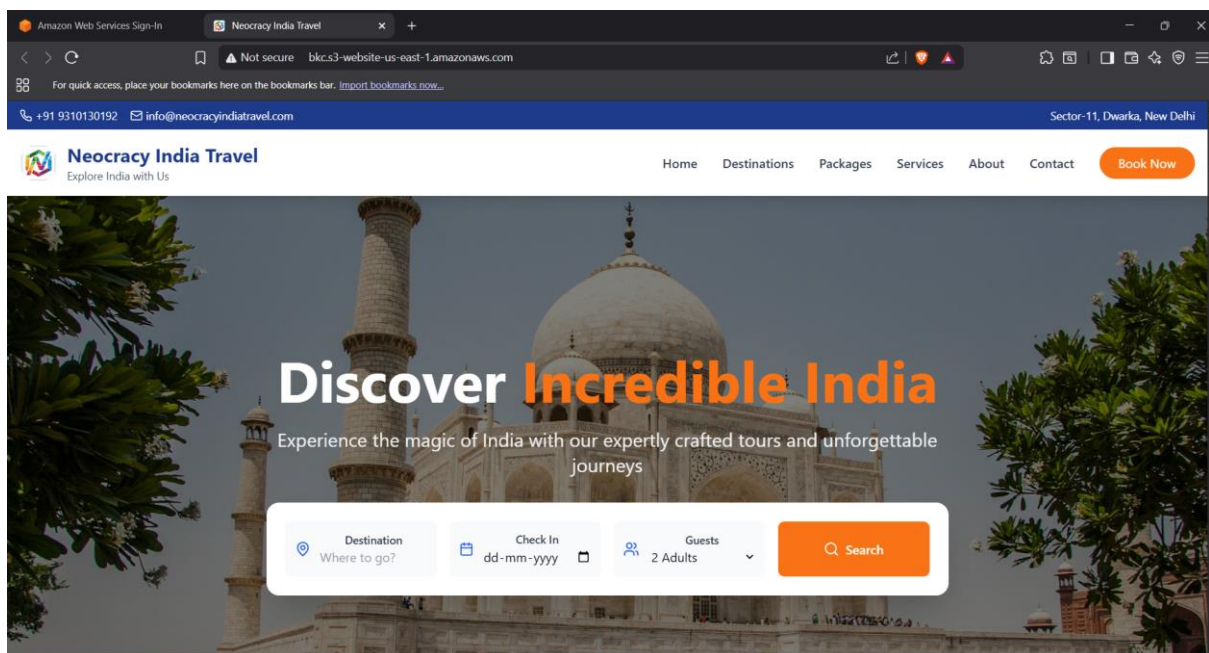 Amazon Web Services Sign-In
Neocracy India Travel
Not secure bkc.s3-website-us-east-1.amazonaws.com
For quick access, place your bookmarks here on the bookmarks bar. Import bookmarks now...
+91 9310130192 info@neocracyindiatravel.com Sector-11, Dwarka, New Delhi
Neocracy India Travel
Explore India with Us
Home Destinations Packages Services About Contact Book Now
Discover Incredible India
Experience the magic of India with our expertly crafted tours and unforgettable
journeys
Destination
Where to go?
Check In
dd-mm-yyyy
Guests
2 Adults
Search